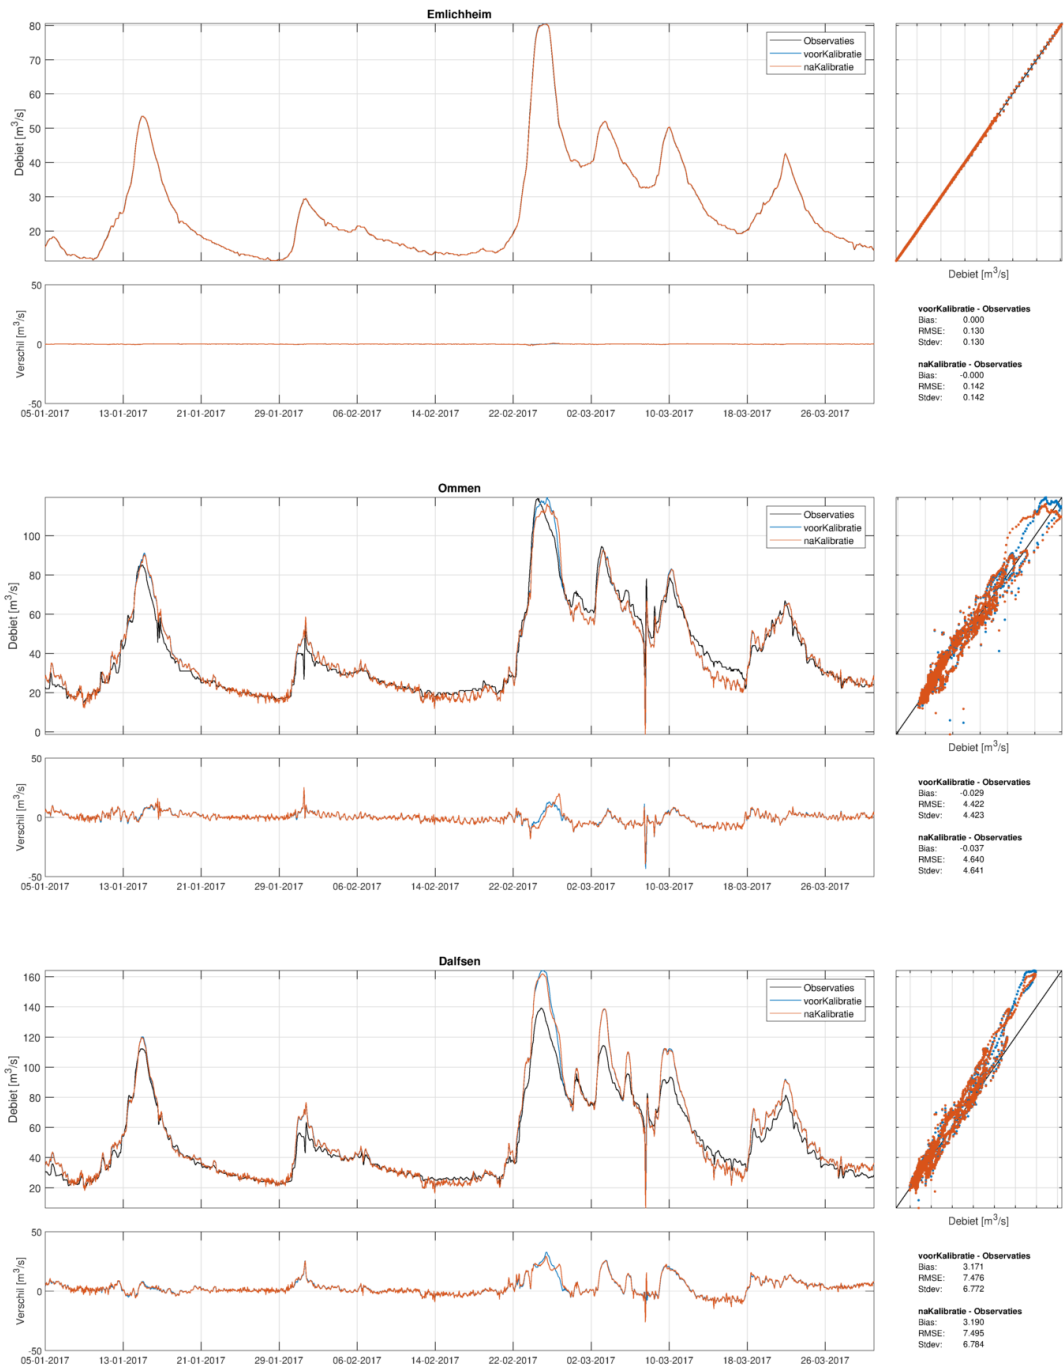 Emlichheim
80
70
60
50
40
30
20
Debiet [m³/s]
Observaties
voorKalibratie
naKalibratie
Debiet [m³/s]
50
0
-50
Verschil [m³/s]
05-01-2017 13-01-2017 21-01-2017 29-01-2017 06-02-2017 14-02-2017 22-02-2017 02-03-2017 10-03-2017 18-03-2017 26-03-2017
voorKalibratie - Observaties
Bias: 0.000
RMSE: 0.130
Stdev: 0.130
naKalibratie - Observaties
Bias: -0.000
RMSE: 0.142
Stdev: 0.142
Ommen
100
80
60
40
20
0
Debiet [m³/s]
Observaties
voorKalibratie
naKalibratie
Debiet [m³/s]
50
0
-50
Verschil [m³/s]
05-01-2017 13-01-2017 21-01-2017 29-01-2017 06-02-2017 14-02-2017 22-02-2017 02-03-2017 10-03-2017 18-03-2017 26-03-2017
voorKalibratie - Observaties
Bias: -0.029
RMSE: 4.422
Stdev: 4.423
naKalibratie - Observaties
Bias: -0.037
RMSE: 4.640
Stdev: 4.641
Dalfsen
160
140
120
100
80
60
40
20
Debiet [m³/s]
Observaties
voorKalibratie
naKalibratie
Debiet [m³/s]
50
0
-50
Verschil [m³/s]
05-01-2017 13-01-2017 21-01-2017 29-01-2017 06-02-2017 14-02-2017 22-02-2017 02-03-2017 10-03-2017 18-03-2017 26-03-2017
voorKalibratie - Observaties
Bias: 3.171
RMSE: 7.476
Stdev: 6.772
naKalibratie - Observaties
Bias: 3.190
RMSE: 7.495
Stdev: 6.784